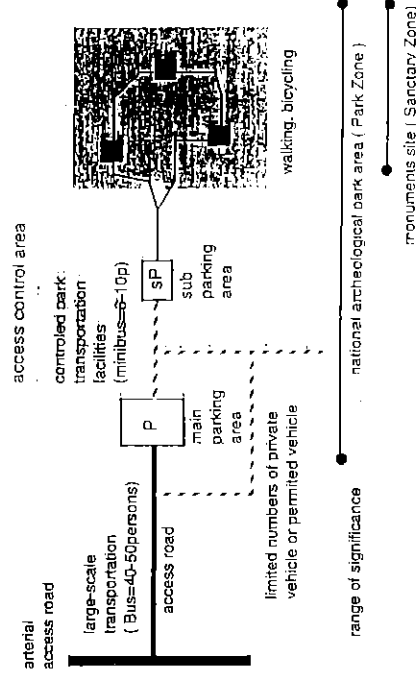 arterial
access road
large-scale
transportation
( Bus=40-50persons)
access road
access control area
controled park
transportation
facilities
(minibus=6-10p)
P
main
parking
area
sP
sub
parking
area
walking, bicycling
limited numbers of private
vehicle or permited vehicle
range of significance
national archeological park area ( Park Zone )
monuments site ( Sanctary Zone)